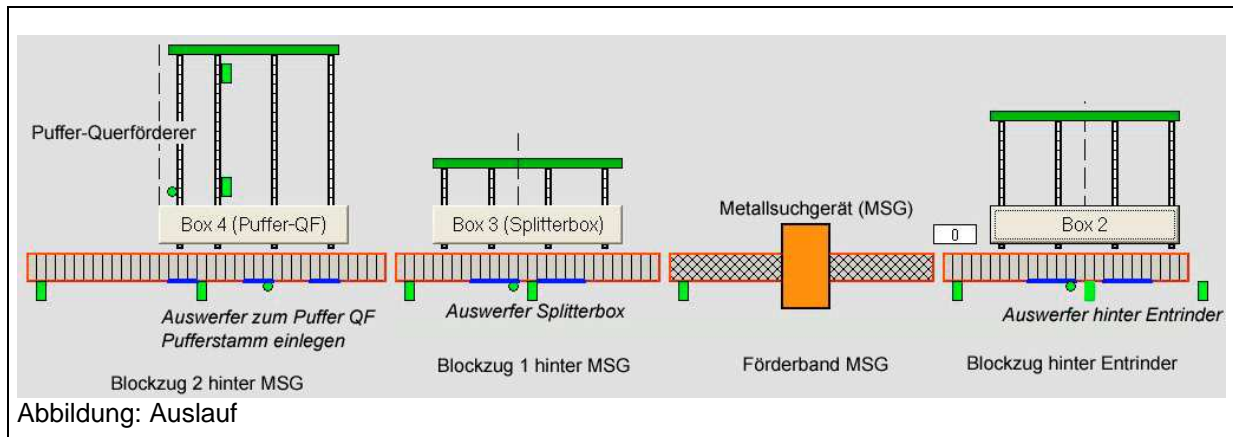 Puffer-Querförderer
Box 4 (Puffer-QF)
Box 3 (Splitterbox)
Metallsuchgerät (MSG)
0
Box 2
Auswerfer zum Puffer QF
Pufferstamm einlegen
Auswerfer Splitterbox
Auswerfer hinter Entrinder
Blockzug 2 hinter MSG
Blockzug 1 hinter MSG
Förderband MSG
Blockzug hinter Entrinder
Abbildung: Auslauf